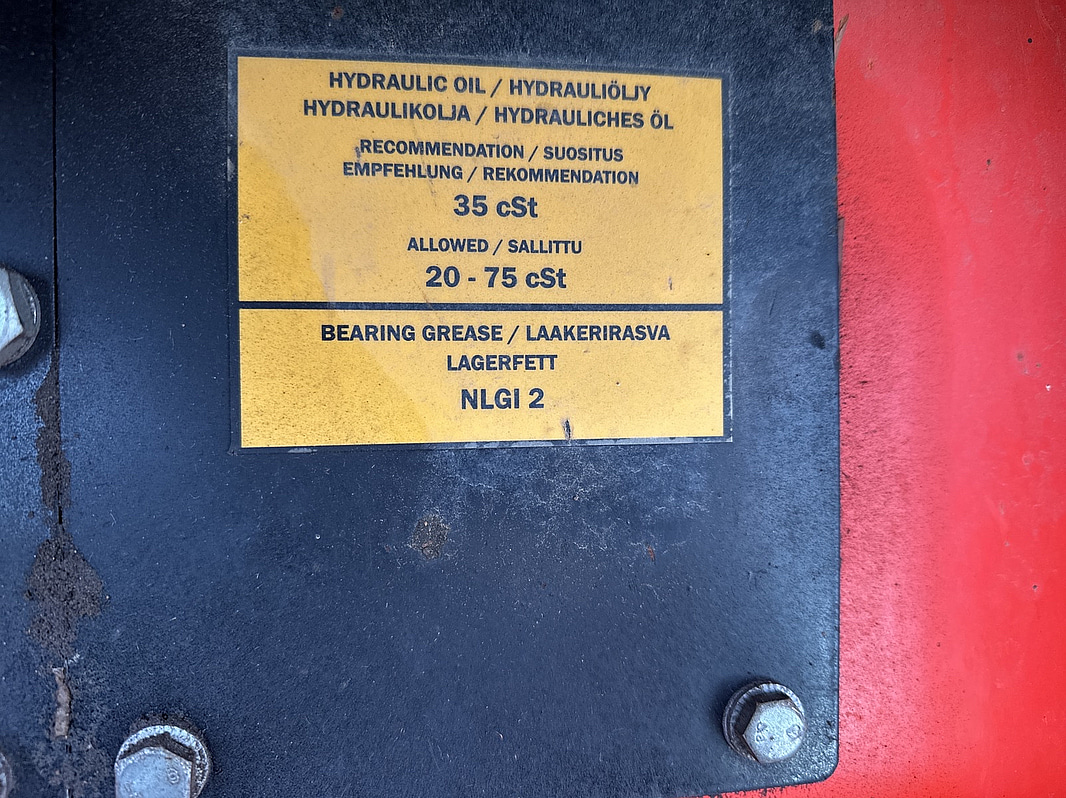 HYDRAULIC OIL / HYDRAULIÖLJY
HYDRAULIKOLJA / HYDRAULICHES ÖL
RECOMMENDATION / SUOSITUS
EMPFEHLUNG / REKOMMENDATION
35 cSt
ALLOWED / SALLITTU
20 - 75 cSt
BEARING GREASE / LAAKERIRASVA
LAGERFETT
NLGI 2